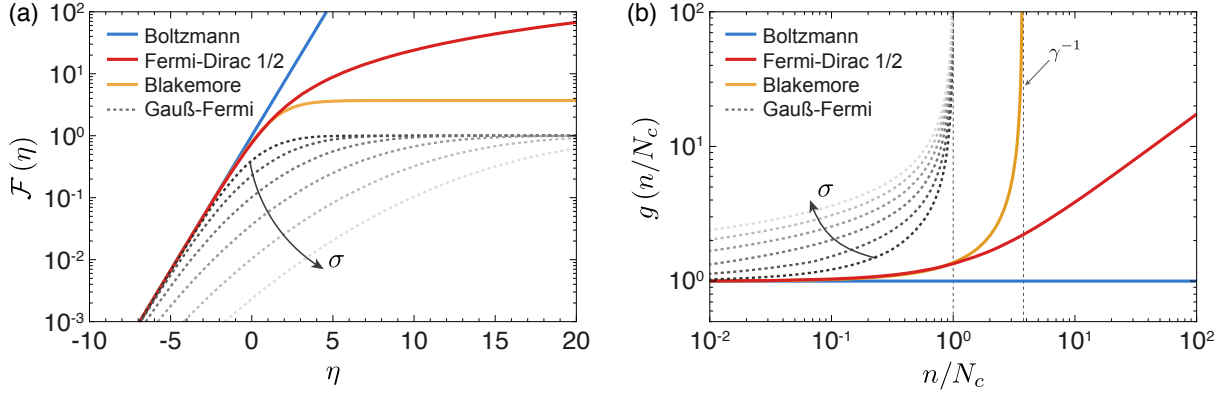 (a)
Boltzmann
Fermi-Dirac 1/2
Blakemore
Gauß-Fermi
σ
F (η)
10²
10¹
10⁰
10⁻¹
10⁻²
10⁻³
-10 -5 0 5 10 15 20
η
(b)
Boltzmann
Fermi-Dirac 1/2
Blakemore
Gauß-Fermi
σ
γ⁻¹
g (n/N_c)
10²
10¹
10⁰
10⁻² 10⁻¹ 10⁰ 10¹ 10²
n/N_c